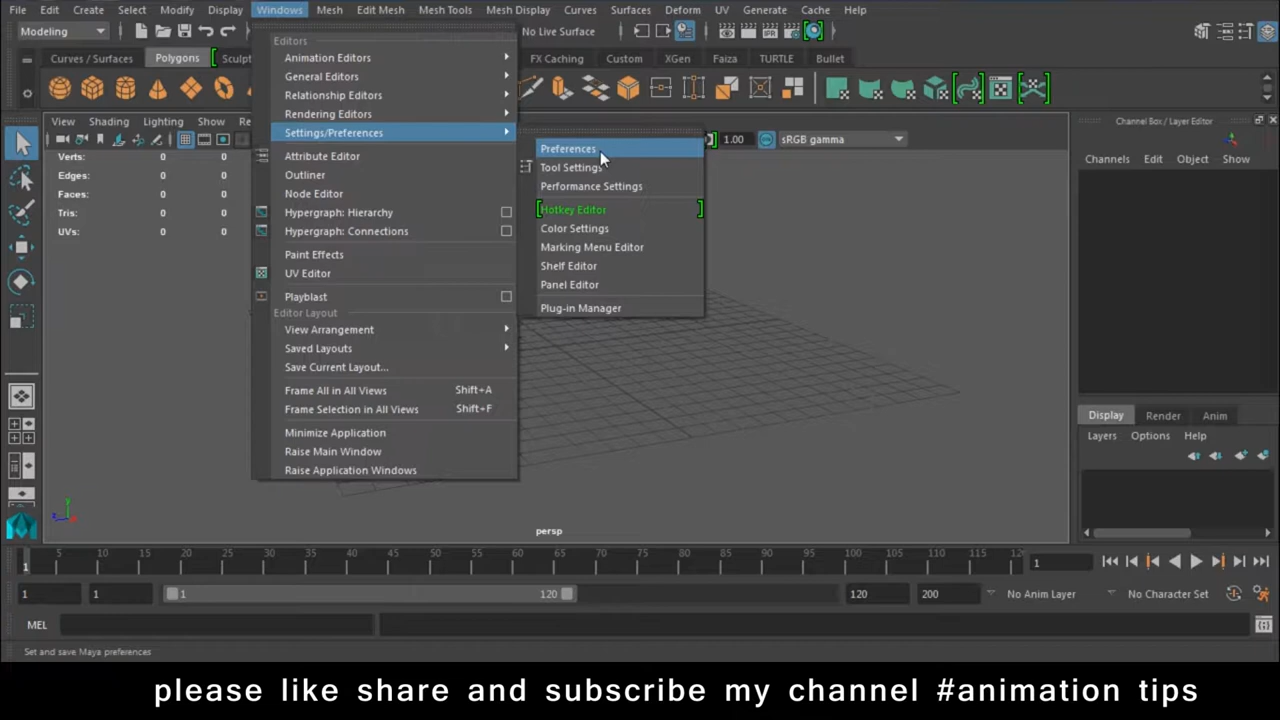 File Edit Create Select Modify Display Windows Mesh Edit Mesh Mesh Tools Mesh Display Curves Surfaces Deform UV Generate Cache Help
Modeling No Live Surface
Curves / Surfaces Polygons Sculpt FX Caching Custom XGen Faiza TURTLE Bullet
Editors
Animation Editors
General Editors
Relationship Editors
Rendering Editors
Settings/Preferences
Attribute Editor
Outliner
Node Editor
Hypergraph: Hierarchy
Hypergraph: Connections
Paint Effects
UV Editor
Playblast
Editor Layout
View Arrangement
Saved Layouts
Save Current Layout...
Frame All in All Views Shift+A
Frame Selection in All Views Shift+F
Minimize Application
Raise Main Window
Raise Application Windows
Preferences
Tool Settings
Performance Settings
Hotkey Editor
Color Settings
Marking Menu Editor
Shelf Editor
Panel Editor
Plug-in Manager
View Shading Lighting Show Re
1.00 sRGB gamma
Verts: 0 0
Edges: 0 0
Faces: 0 0
Tris: 0 0
UVs: 0 0
persp
Channel Box / Layer Editor
Channels Edit Object Show
Display Render Anim
Layers Options Help
5 10 15 20 25 30 35 40 45 50 55 60 65 70 75 80 85 90 95 100 105 110 115 12
1 1
1 1 1 120 120 200 No Anim Layer No Character Set
MEL
Set and save Maya preferences
please like share and subscribe my channel #animation tips